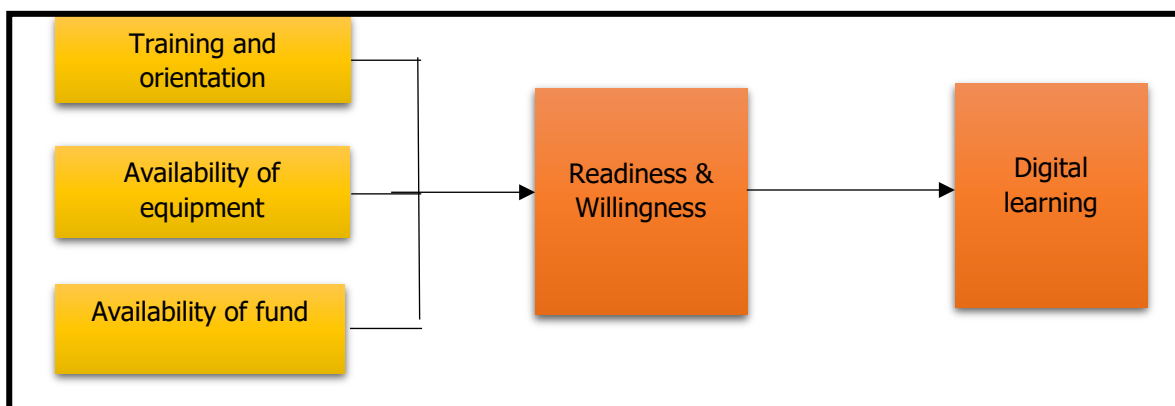 Training and
orientation
Availability of
equipment
Availability of fund
Readiness &
Willingness
Digital
learning